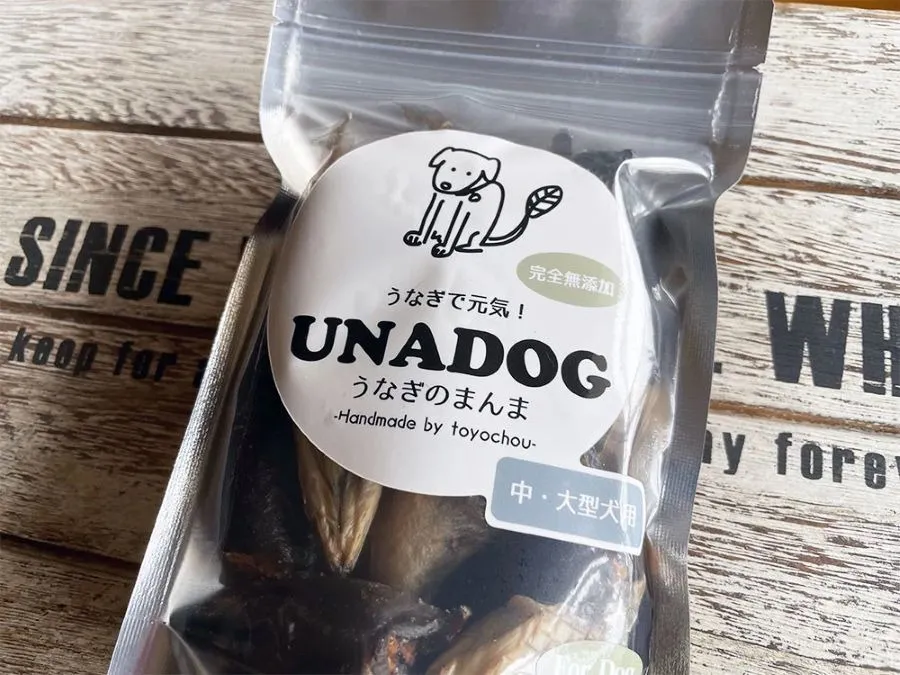 完全無添加
うなぎで元気！
UNADOG
うなぎのまんま
-Handmade by toyochou-
中・大型犬用
For Dog
SINCE
keep for
WH
ny forev